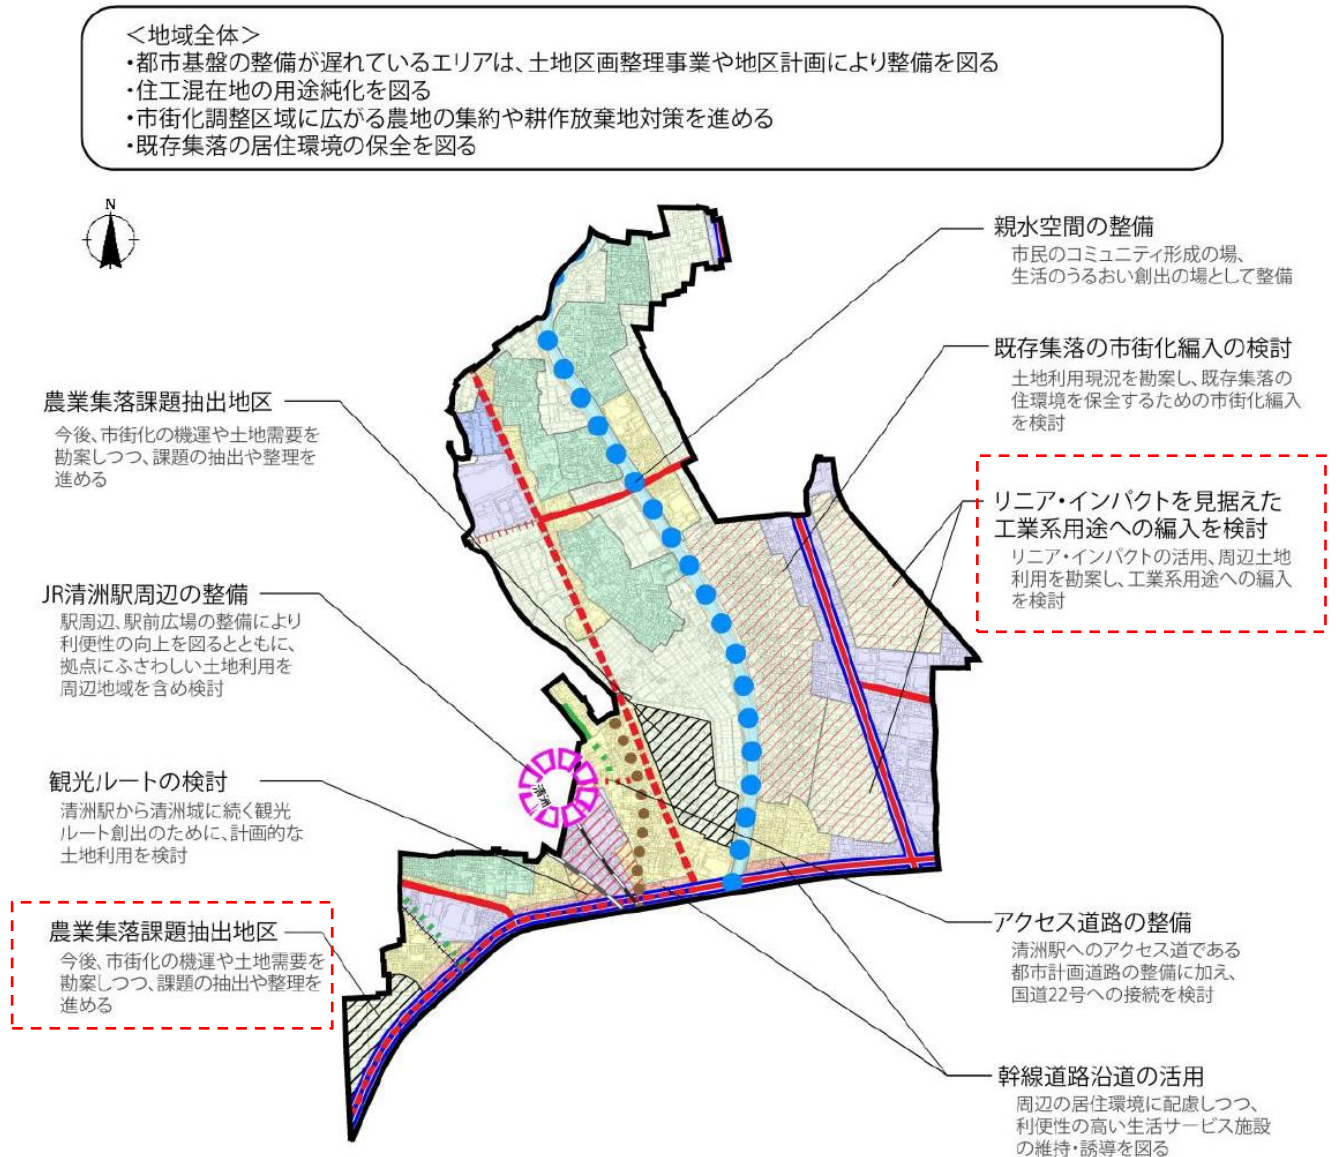 <地域全体>
・都市基盤の整備が遅れているエリアは、土地区画整理事業や地区計画により整備を図る
・住工混在地の用途純化を図る
・市街化調整区域に広がる農地の集約や耕作放棄地対策を進める
・既存集落の居住環境の保全を図る
N
親水空間の整備
市民のコミュニティ形成の場、
生活のうるおい創出の場として整備
既存集落の市街化編入の検討
土地利用現況を勘案し、既存集落の
住環境を保全するための市街化編入
を検討
農業集落課題抽出地区
今後、市街化の機運や土地需要を
勘案しつつ、課題の抽出や整理を
進める
リニア・インパクトを見据えた
工業系用途への編入を検討
リニア・インパクトの活用、周辺土地
利用を勘案し、工業系用途への編入
を検討
JR清洲駅周辺の整備
駅周辺、駅前広場の整備により
利便性の向上を図るとともに、
拠点にふさわしい土地利用を
周辺地域を含め検討
清洲
観光ルートの検討
清洲駅から清洲城に続く観光
ルート創出のために、計画的な
土地利用を検討
農業集落課題抽出地区
今後、市街化の機運や土地需要を
勘案しつつ、課題の抽出や整理を
進める
アクセス道路の整備
清洲駅へのアクセス道である
都市計画道路の整備に加え、
国道22号への接続を検討
幹線道路沿道の活用
周辺の居住環境に配慮しつつ、
利便性の高い生活サービス施設
の維持・誘導を図る